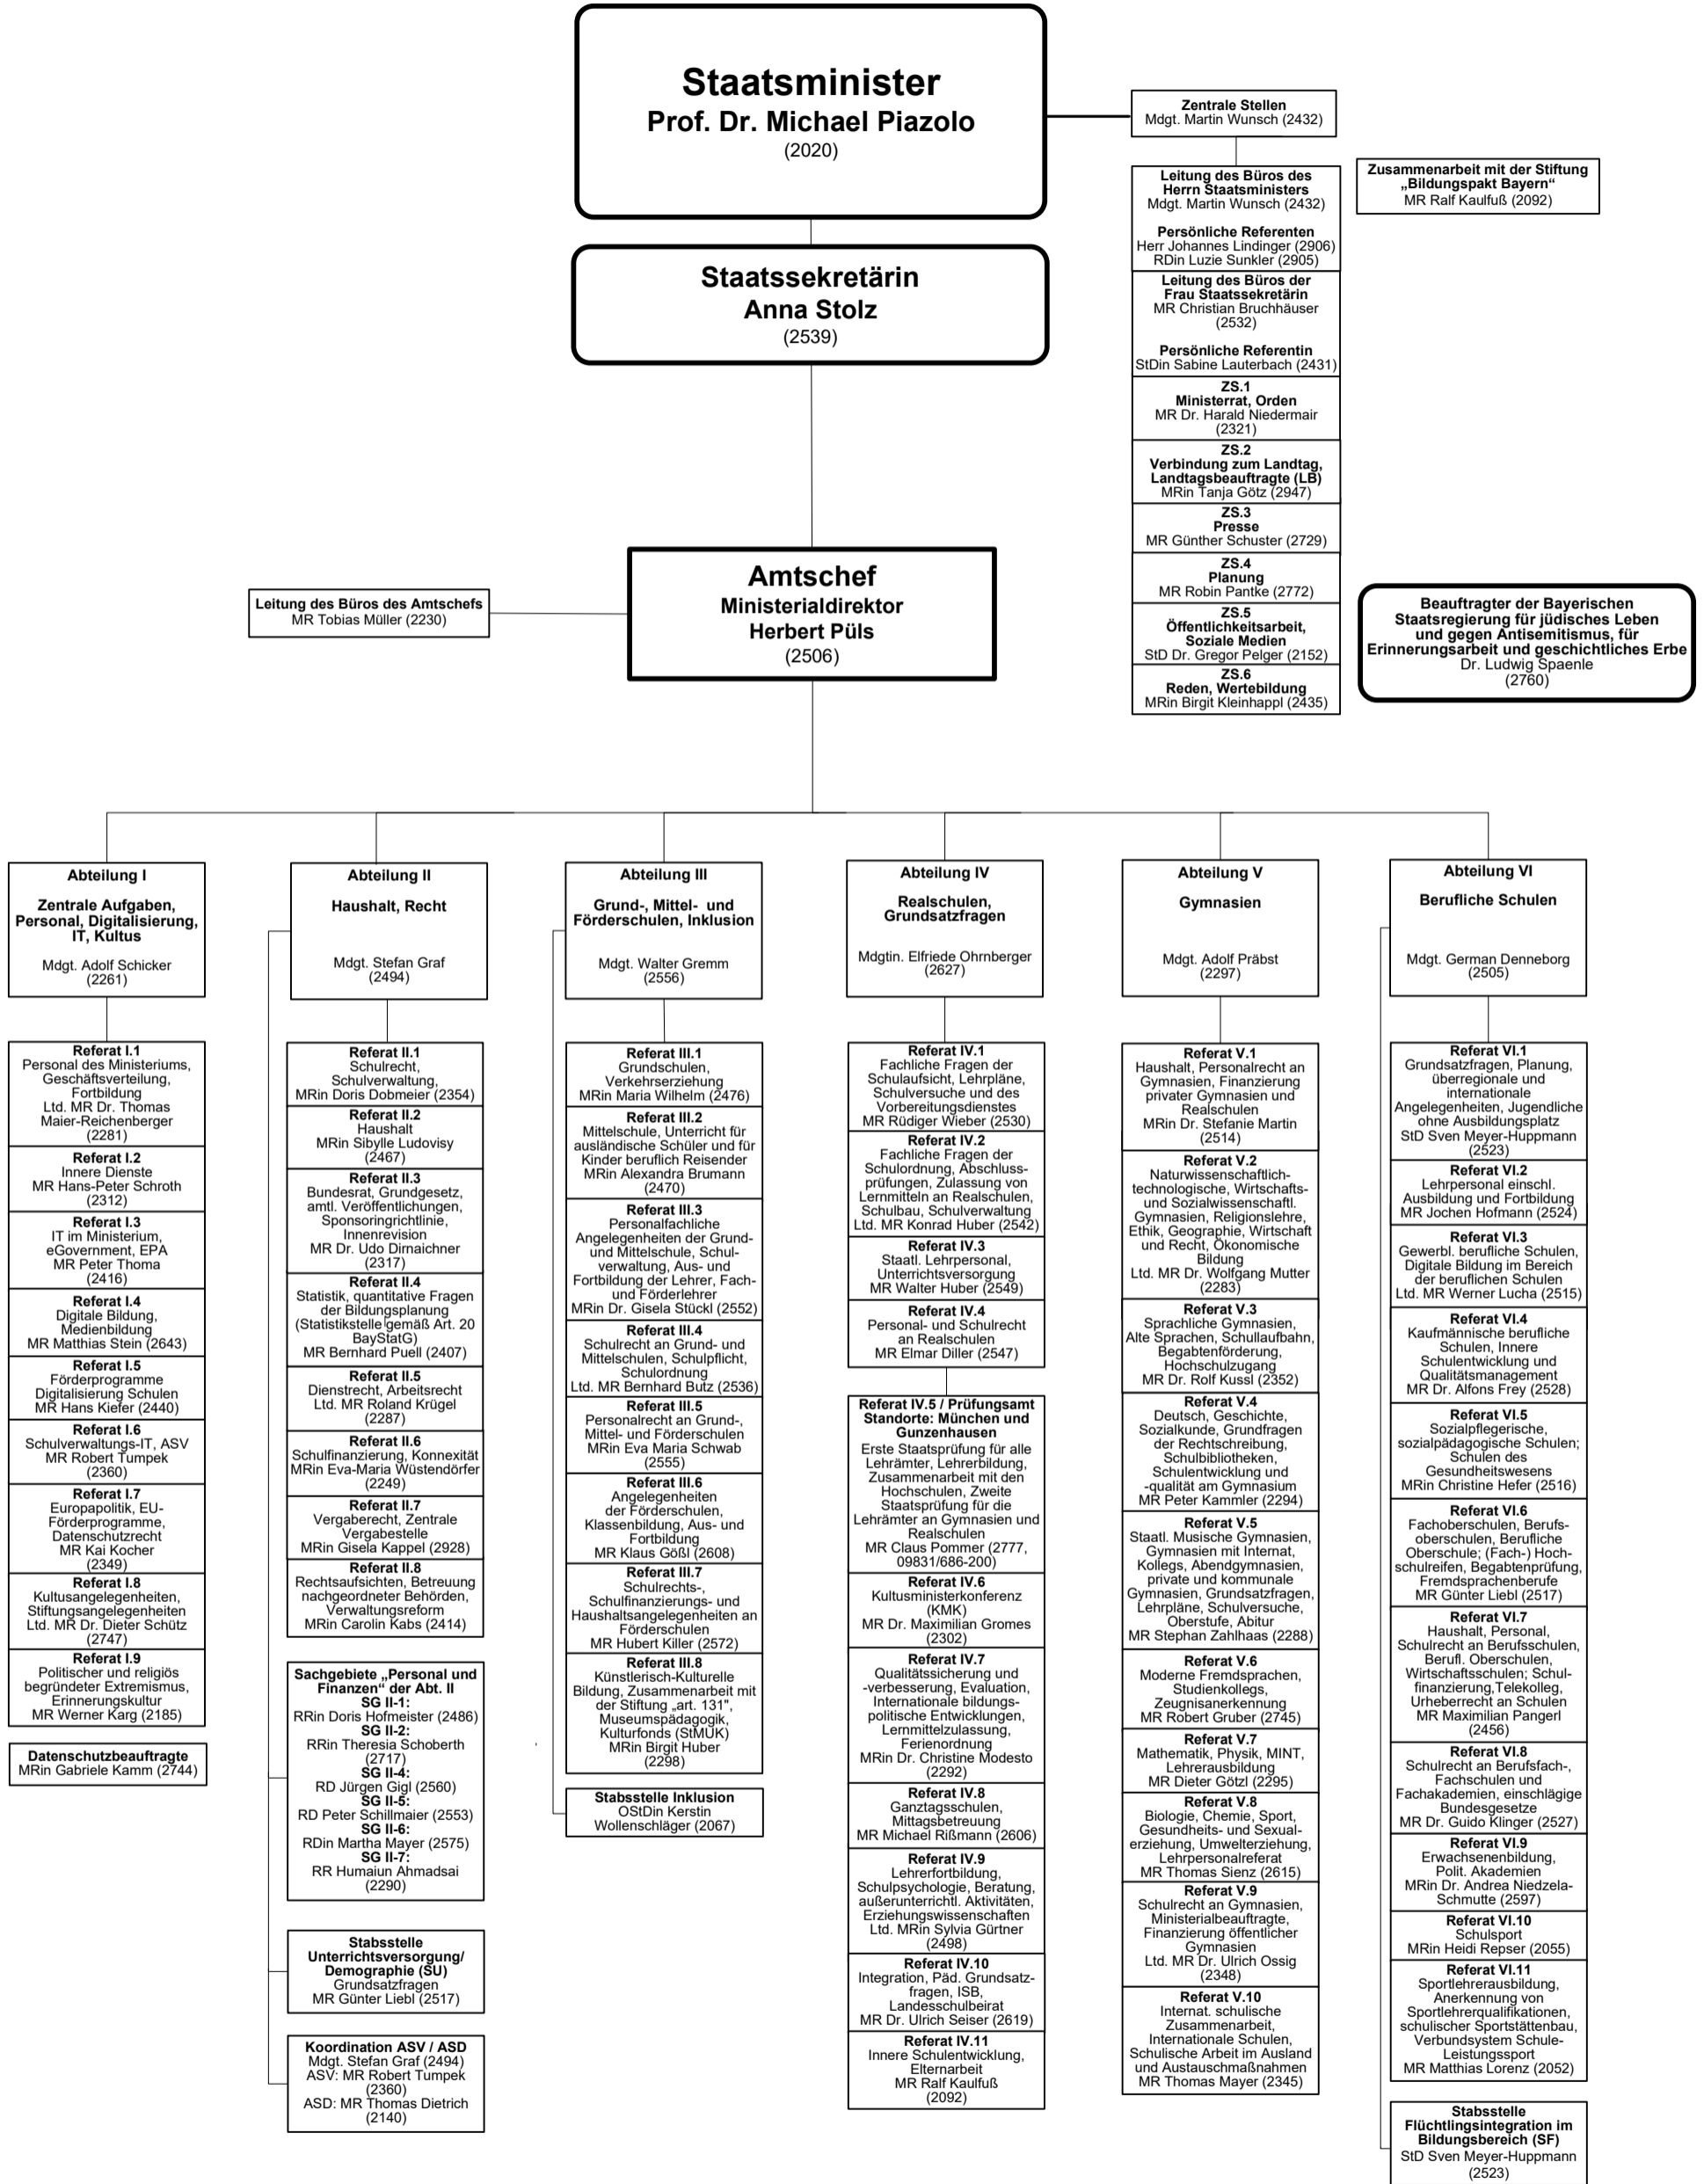 Staatsminister
Prof. Dr. Michael Piazolo
(2020)
Zentrale Stellen
Mdgt. Martin Wunsch (2432)
Leitung des Büros des
Herrn Staatsministers
Mdgt. Martin Wunsch (2432)
Persönliche Referenten
Herr Johannes Lindinger (2906)
RDin Luzie Sunkler (2905)
Leitung des Büros der
Frau Staatssekretärin
MR Christian Bruchhäuser
(2532)
Persönliche Referentin
StDin Sabine Lauterbach (2431)
ZS.1
Ministerrat, Orden
MR Dr. Harald Niedermair
(2321)
ZS.2
Verbindung zum Landtag,
Landtagsbeauftragte (LB)
MRin Tanja Götz (2947)
ZS.3
Presse
MR Günther Schuster (2729)
ZS.4
Planung
MR Robin Pantke (2772)
ZS.5
Öffentlichkeitsarbeit,
Soziale Medien
StD Dr. Gregor Pelger (2152)
ZS.6
Reden, Wertebildung
MRin Birgit Kleinhappl (2435)
Zusammenarbeit mit der Stiftung
„Bildungspakt Bayern“
MR Ralf Kaulfuß (2092)
Staatssekretärin
Anna Stolz
(2539)
Amtschef
Ministerialdirektor
Herbert Püls
(2506)
Leitung des Büros des Amtschefs
MR Tobias Müller (2230)
Beauftragter der Bayerischen
Staatsregierung für jüdisches Leben
und gegen Antisemitismus, für
Erinnerungsarbeit und geschichtliches Erbe
Dr. Ludwig Spaenle
(2760)
Abteilung I
Zentrale Aufgaben,
Personal, Digitalisierung,
IT, Kultus
Mdgt. Adolf Schicker
(2261)
Referat I.1
Personal des Ministeriums,
Geschäftsverteilung,
Fortbildung
Ltd. MR Dr. Thomas
Maier-Reichenberger
(2281)
Referat I.2
Innere Dienste
MR Hans-Peter Schroth
(2312)
Referat I.3
IT im Ministerium,
eGovernment, EPA
MR Peter Thoma
(2416)
Referat I.4
Digitale Bildung,
Medienbildung
MR Matthias Stein (2643)
Referat I.5
Förderprogramme
Digitalisierung Schulen
MR Hans Kiefer (2440)
Referat I.6
Schulverwaltungs-IT, ASV
MR Robert Tumpek
(2360)
Referat I.7
Europapolitik, EU-
Förderprogramme,
Datenschutzrecht
MR Kai Kocher
(2349)
Referat I.8
Kultusangelegenheiten,
Stiftungsangelegenheiten
Ltd. MR Dr. Dieter Schütz
(2747)
Referat I.9
Politischer und religiös
begründeter Extremismus,
Erinnerungskultur
MR Werner Karg (2185)
Datenschutzbeauftragte
MRin Gabriele Kamm (2744)
Abteilung II
Haushalt, Recht
Mdgt. Stefan Graf
(2494)
Referat II.1
Schulrecht,
Schulverwaltung,
MRin Doris Dobmeier (2354)
Referat II.2
Haushalt
MRin Sibylle Ludovisy
(2467)
Referat II.3
Bundesrat, Grundgesetz,
amtl. Veröffentlichungen,
Sponsoringrichtlinie,
Innenrevision
MR Dr. Udo Dirnaichner
(2317)
Referat II.4
Statistik, quantitative Fragen
der Bildungsplanung
(Statistikstelle gemäß Art. 20
BayStatG)
MR Bernhard Puell (2407)
Referat II.5
Dienstrecht, Arbeitsrecht
Ltd. MR Roland Krügel
(2287)
Referat II.6
Schulfinanzierung, Konnexität
MRin Eva-Maria Wüstendörfer
(2249)
Referat II.7
Vergaberecht, Zentrale
Vergabestelle
MRin Gisela Kappel (2928)
Referat II.8
Rechtsaufsichten, Betreuung
nachgeordneter Behörden,
Verwaltungsreform
MRin Carolin Kabs (2414)
Sachgebiete „Personal und
Finanzen“ der Abt. II
SG II-1:
RRin Doris Hofmeister (2486)
SG II-2:
RRin Theresia Schoberth
(2717)
SG II-4:
RD Jürgen Gigl (2560)
SG II-5:
RD Peter Schillmaier (2553)
SG II-6:
RDin Martha Mayer (2575)
SG II-7:
RR Humaiun Ahmadsai
(2290)
Stabsstelle
Unterrichtsversorgung/
Demographie (SU)
Grundsatzfragen
MR Günter Liebl (2517)
Koordination ASV / ASD
Mdgt. Stefan Graf (2494)
ASV: MR Robert Tumpek
(2360)
ASD: MR Thomas Dietrich
(2140)
Abteilung III
Grund-, Mittel- und
Förderschulen, Inklusion
Mdgt. Walter Gremm
(2556)
Referat III.1
Grundschulen,
Verkehrserziehung
MRin Maria Wilhelm (2476)
Referat III.2
Mittelschule, Unterricht für
ausländische Schüler und für
Kinder beruflich Reisender
MRin Alexandra Brumann
(2470)
Referat III.3
Personalfachliche
Angelegenheiten der Grund-
und Mittelschule, Schul-
verwaltung, Aus- und
Fortbildung der Lehrer, Fach-
und Förderlehrer
MRin Dr. Gisela Stückl (2552)
Referat III.4
Schulrecht an Grund- und
Mittelschulen, Schulpflicht,
Schulordnung
Ltd. MR Bernhard Butz (2536)
Referat III.5
Personalrecht an Grund-,
Mittel- und Förderschulen
MRin Eva Maria Schwab
(2555)
Referat III.6
Angelegenheiten
der Förderschulen,
Klassenbildung, Aus- und
Fortbildung
MR Klaus Gößl (2608)
Referat III.7
Schulrechts-,
Schulfinanzierungs- und
Haushaltsangelegenheiten an
Förderschulen
MR Hubert Killer (2572)
Referat III.8
Künstlerisch-Kulturelle
Bildung, Zusammenarbeit mit
der Stiftung „art. 131",
Museumspädagogik,
Kulturfonds (StMUK)
MRin Birgit Huber
(2298)
Stabsstelle Inklusion
OStDin Kerstin
Wollenschläger (2067)
Abteilung IV
Realschulen,
Grundsatzfragen
Mdgtin. Elfriede Ohrnberger
(2627)
Referat IV.1
Fachliche Fragen der
Schulaufsicht, Lehrpläne,
Schulversuche und des
Vorbereitungsdienstes
MR Rüdiger Wieber (2530)
Referat IV.2
Fachliche Fragen der
Schulordnung, Abschluss-
prüfungen, Zulassung von
Lernmitteln an Realschulen,
Schulbau, Schulverwaltung
Ltd. MR Konrad Huber (2542)
Referat IV.3
Staatl. Lehrpersonal,
Unterrichtsversorgung
MR Walter Huber (2549)
Referat IV.4
Personal- und Schulrecht
an Realschulen
MR Elmar Diller (2547)
Referat IV.5 / Prüfungsamt
Standorte: München und
Gunzenhausen
Erste Staatsprüfung für alle
Lehrämter, Lehrerbildung,
Zusammenarbeit mit den
Hochschulen, Zweite
Staatsprüfung für die
Lehrämter an Gymnasien und
Realschulen
MR Claus Pommer (2777,
09831/686-200)
Referat IV.6
Kultusministerkonferenz
(KMK)
MR Dr. Maximilian Gromes
(2302)
Referat IV.7
Qualitätssicherung und
-verbesserung, Evaluation,
Internationale bildungs-
politische Entwicklungen,
Lernmittelzulassung,
Ferienordnung
MRin Dr. Christine Modesto
(2292)
Referat IV.8
Ganztagsschulen,
Mittagsbetreuung
MR Michael Rißmann (2606)
Referat IV.9
Lehrerfortbildung,
Schulpsychologie, Beratung,
außerunterrichtl. Aktivitäten,
Erziehungswissenschaften
Ltd. MRin Sylvia Gürtner
(2498)
Referat IV.10
Integration, Päd. Grundsatz-
fragen, ISB,
Landesschulbeirat
MR Dr. Ulrich Seiser (2619)
Referat IV.11
Innere Schulentwicklung,
Elternarbeit
MR Ralf Kaulfuß
(2092)
Abteilung V
Gymnasien
Mdgt. Adolf Präbst
(2297)
Referat V.1
Haushalt, Personalrecht an
Gymnasien, Finanzierung
privater Gymnasien und
Realschulen
MRin Dr. Stefanie Martin
(2514)
Referat V.2
Naturwissenschaftlich-
technologische, Wirtschafts-
und Sozialwissenschaftl.
Gymnasien, Religionslehre,
Ethik, Geographie, Wirtschaft
und Recht, Ökonomische
Bildung
Ltd. MR Dr. Wolfgang Mutter
(2283)
Referat V.3
Sprachliche Gymnasien,
Alte Sprachen, Schullaufbahn,
Begabtenförderung,
Hochschulzugang
MR Dr. Rolf Kussl (2352)
Referat V.4
Deutsch, Geschichte,
Sozialkunde, Grundfragen
der Rechtschreibung,
Schulbibliotheken,
Schulentwicklung und
-qualität am Gymnasium
MR Peter Kammler (2294)
Referat V.5
Staatl. Musische Gymnasien,
Gymnasien mit Internat,
Kollegs, Abendgymnasien,
private und kommunale
Gymnasien, Grundsatzfragen,
Lehrpläne, Schulversuche,
Oberstufe, Abitur
MR Stephan Zahlhaas (2288)
Referat V.6
Moderne Fremdsprachen,
Studienkollegs,
Zeugnisanerkennung
MR Robert Gruber (2745)
Referat V.7
Mathematik, Physik, MINT,
Lehrerausbildung
MR Dieter Götzl (2295)
Referat V.8
Biologie, Chemie, Sport,
Gesundheits- und Sexual-
erziehung, Umwelterziehung,
Lehrpersonalreferat
MR Thomas Sienz (2615)
Referat V.9
Schulrecht an Gymnasien,
Ministerialbeauftragte,
Finanzierung öffentlicher
Gymnasien
Ltd. MR Dr. Ulrich Ossig
(2348)
Referat V.10
Internat. schulische
Zusammenarbeit,
Internationale Schulen,
Schulische Arbeit im Ausland
und Austauschmaßnahmen
MR Thomas Mayer (2345)
Abteilung VI
Berufliche Schulen
Mdgt. German Denneborg
(2505)
Referat VI.1
Grundsatzfragen, Planung,
überregionale und
internationale
Angelegenheiten, Jugendliche
ohne Ausbildungsplatz
StD Sven Meyer-Huppmann
(2523)
Referat VI.2
Lehrpersonal einschl.
Ausbildung und Fortbildung
MR Jochen Hofmann (2524)
Referat VI.3
Gewerbl. berufliche Schulen,
Digitale Bildung im Bereich
der beruflichen Schulen
Ltd. MR Werner Lucha (2515)
Referat VI.4
Kaufmännische berufliche
Schulen, Innere
Schulentwicklung und
Qualitätsmanagement
MR Dr. Alfons Frey (2528)
Referat VI.5
Sozialpflegerische,
sozialpädagogische Schulen;
Schulen des
Gesundheitswesens
MRin Christine Hefer (2516)
Referat VI.6
Fachoberschulen, Berufs-
oberschulen, Berufliche
Oberschule; (Fach-) Hoch-
schulreifen, Begabtenprüfung,
Fremdsprachenberufe
MR Günter Liebl (2517)
Referat VI.7
Haushalt, Personal,
Schulrecht an Berufsschulen,
Berufl. Oberschulen,
Wirtschaftsschulen; Schul-
finanzierung,Telekolleg,
Urheberrecht an Schulen
MR Maximilian Pangerl
(2456)
Referat VI.8
Schulrecht an Berufsfach-,
Fachschulen und
Fachakademien, einschlägige
Bundesgesetze
MR Dr. Guido Klinger (2527)
Referat VI.9
Erwachsenenbildung,
Polit. Akademien
MRin Dr. Andrea Niedzela-
Schmutte (2597)
Referat VI.10
Schulsport
MRin Heidi Repser (2055)
Referat VI.11
Sportlehrerausbildung,
Anerkennung von
Sportlehrerqualifikationen,
schulischer Sportstättenbau,
Verbundsystem Schule-
Leistungssport
MR Matthias Lorenz (2052)
Stabsstelle
Flüchtlingsintegration im
Bildungsbereich (SF)
StD Sven Meyer-Huppmann
(2523)